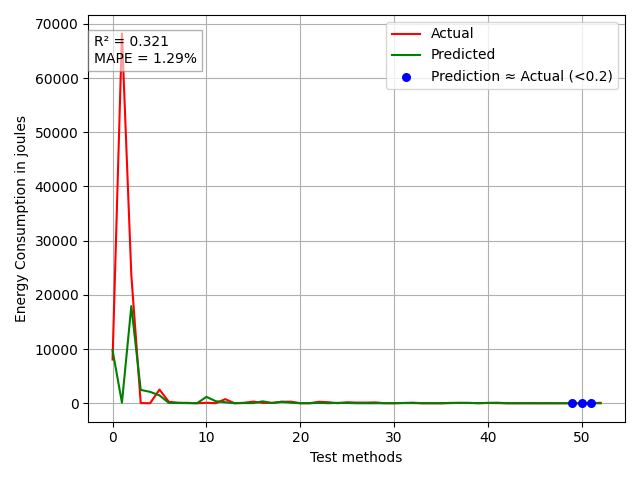 R² = 0.321
MAPE = 1.29%
Actual
Predicted
Prediction ≈ Actual (<0.2)
70000
60000
50000
40000
30000
20000
10000
0
Energy Consumption in joules
0 10 20 30 40 50
Test methods